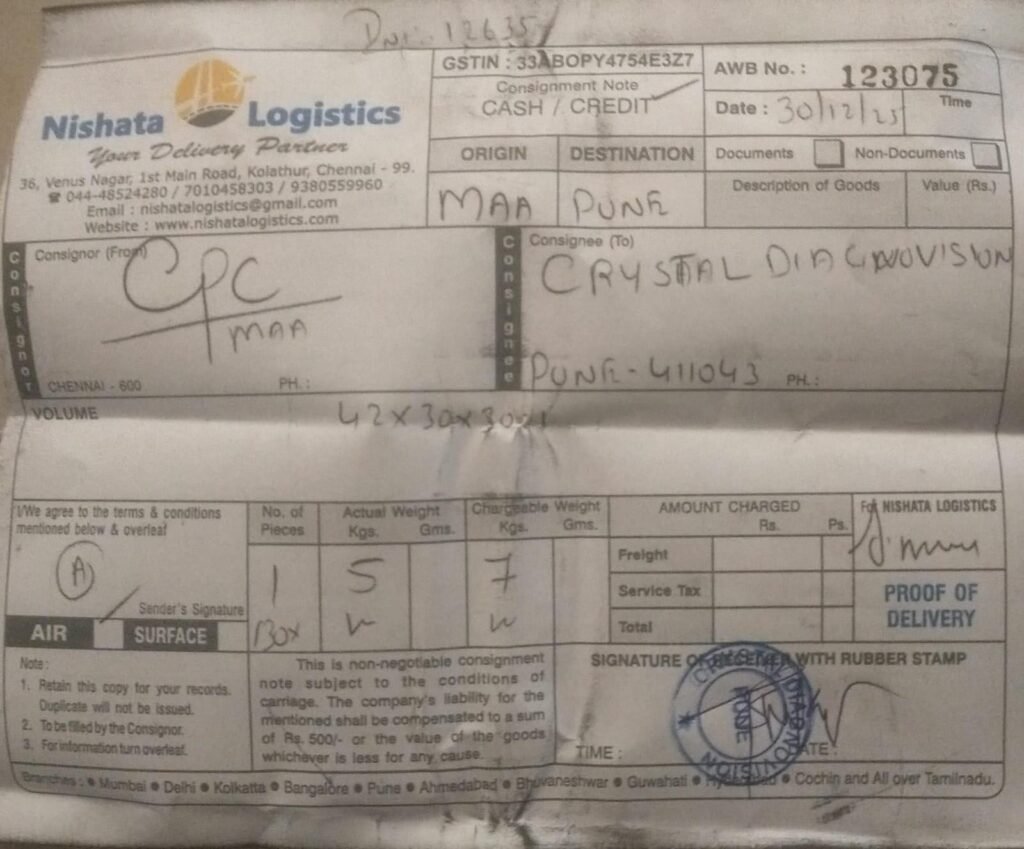 Dn: 12635
Nishata Logistics
Your Delivery Partner
36, Venus Nagar, 1st Main Road, Kolathur, Chennai - 99.
☎ 044-48524280 / 7010458303 / 9380559960
Email : nishatalogistics@gmail.com
Website : www.nishatalogistics.com
GSTIN : 33ABOPY4754E3Z7
Consignment Note
CASH / CREDIT
AWB No. : 123075
Date : 30/12/25 Time
ORIGIN DESTINATION
MAA PUNE
Documents Non-Documents
Description of Goods Value (Rs.)
Consignor
Consignor (From)
CPC
MAA
CHENNAI - 600 PH. :
Consignee
Consignee (To)
CRYSTAL DIAGNOVISION
PUNE - 411043 PH. :
VOLUME
42x30x30x1
I/We agree to the terms & conditions
mentioned below & overleaf
A
Sender's Signature
AIR SURFACE
No. of Pieces
1
BOX
Actual Weight
Kgs. Gms.
5
Chargeable Weight
Kgs. Gms.
7
AMOUNT CHARGED
Rs. Ps.
Freight
Service Tax
Total
For NISHATA LOGISTICS
PROOF OF
DELIVERY
Note :
1. Retain this copy for your records.
Duplicate will not be issued.
2. To be filled by the Consignor.
3. For information turn overleaf.
This is non-negotiable consignment
note subject to the conditions of
carriage. The company's liability for the
mentioned shall be compensated to a sum
of Rs. 500/- or the value of the goods
whichever is less for any cause.
SIGNATURE OF RECEIVER WITH RUBBER STAMP
CRYSTAL DIAGNOVISION
PUNE
TIME : DATE :
Branches : ● Mumbai ● Delhi ● Kolkatta ● Bangalore ● Pune ● Ahmedabad ● Bhuvaneshwar ● Guwahati ● Hyderabad ● Cochin and All over Tamilnadu.